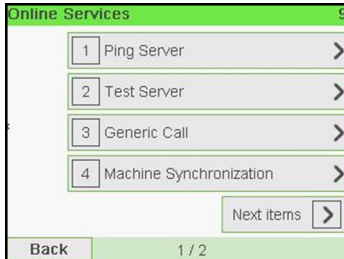 Online Services 9
1 Ping Server
2 Test Server
3 Generic Call
4 Machine Synchronization
Next items
Back 1 / 2